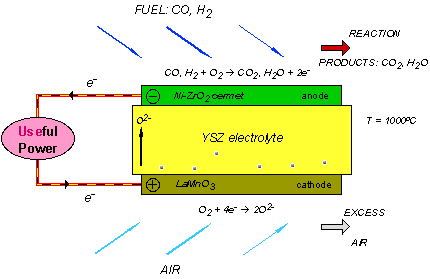 FUEL: CO, H₂
REACTION
PRODUCTS: CO₂, H₂O
CO, H₂ + O₂ → CO₂, H₂O + 2e⁻
e⁻
⊖ Ni-ZrO₂ cermet anode
O²⁻
YSZ electrolyte
T = 1000ºC
Useful
Power
⊕ LaMnO₃ cathode
e⁻
O₂ + 4e⁻ → 2O²⁻
EXCESS
AIR
AIR